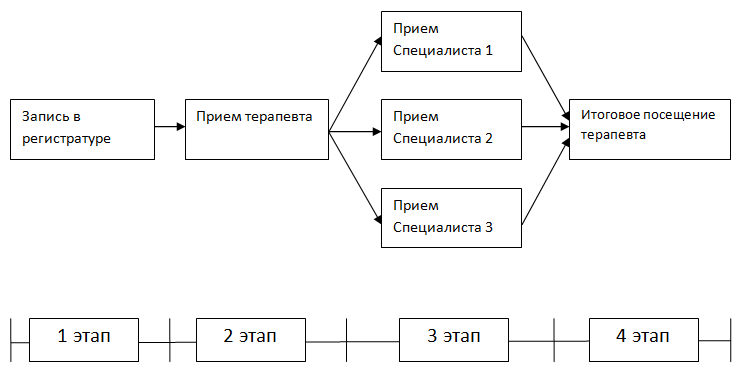 Запись в
регистратуре
Прием терапевта
Прием
Специалиста 1
Прием
Специалиста 2
Прием
Специалиста 3
Итоговое посещение
терапевта
1 этап
2 этап
3 этап
4 этап